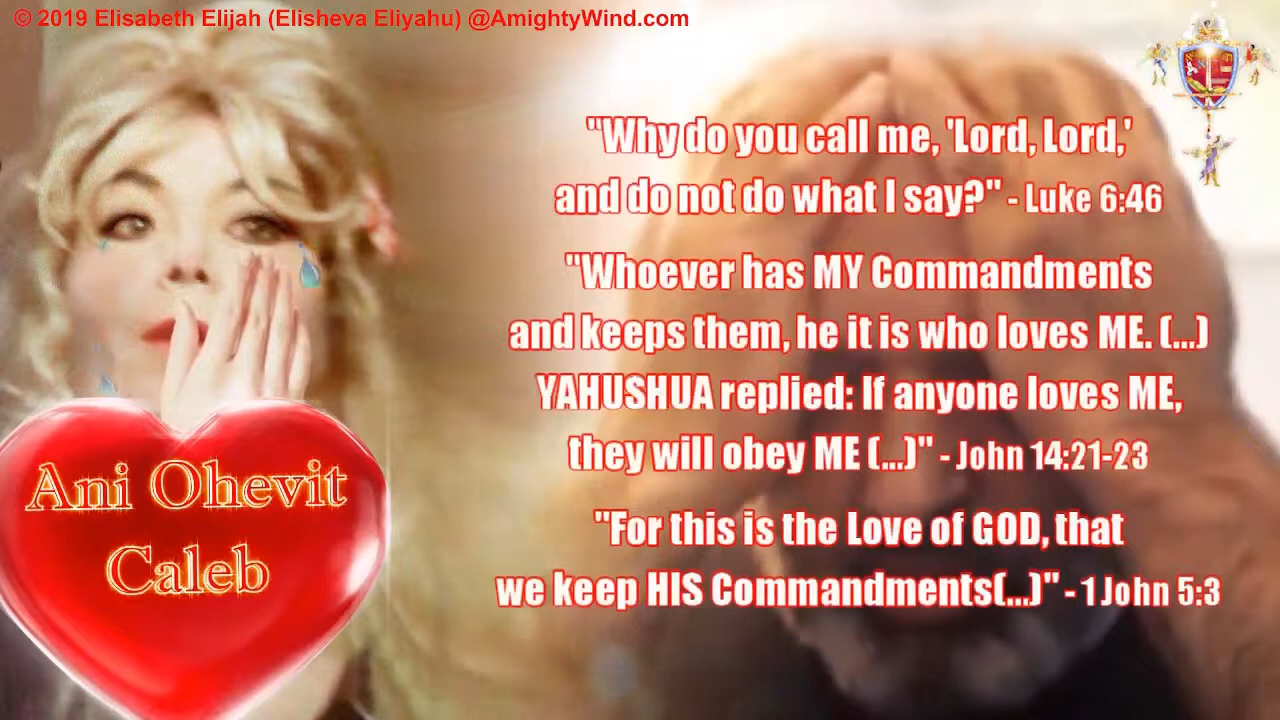 © 2019 Elisabeth Elijah (Elisheva Eliyahu) @AmightyWind.com
"Why do you call me, 'Lord, Lord,'
and do not do what I say?" - Luke 6:46
"Whoever has MY Commandments
and keeps them, he it is who loves ME. (...)
YAHUSHUA replied: If anyone loves ME,
they will obey ME (...)" - John 14:21-23
"For this is the Love of GOD, that
we keep HIS Commandments(...)" - 1 John 5:3
Ani Ohevit
Caleb